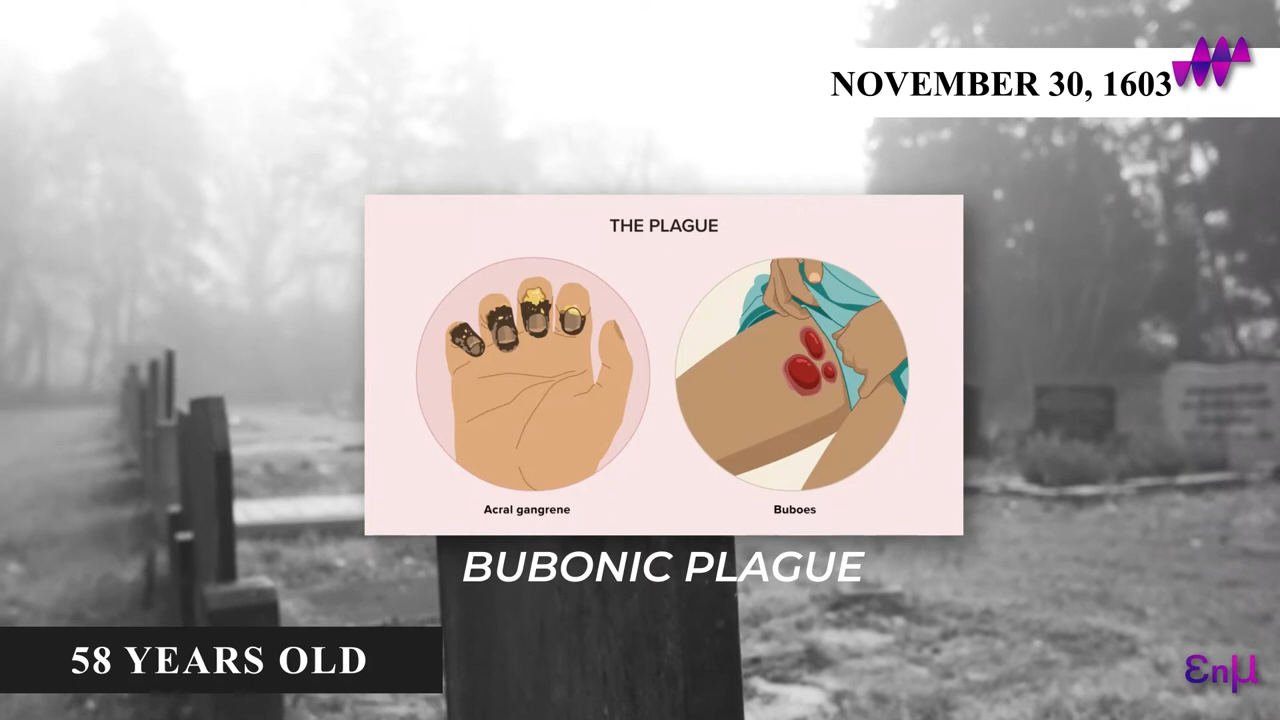 NOVEMBER 30, 1603
THE PLAGUE
Acral gangrene
Buboes
BUBONIC PLAGUE
58 YEARS OLD
εnμ